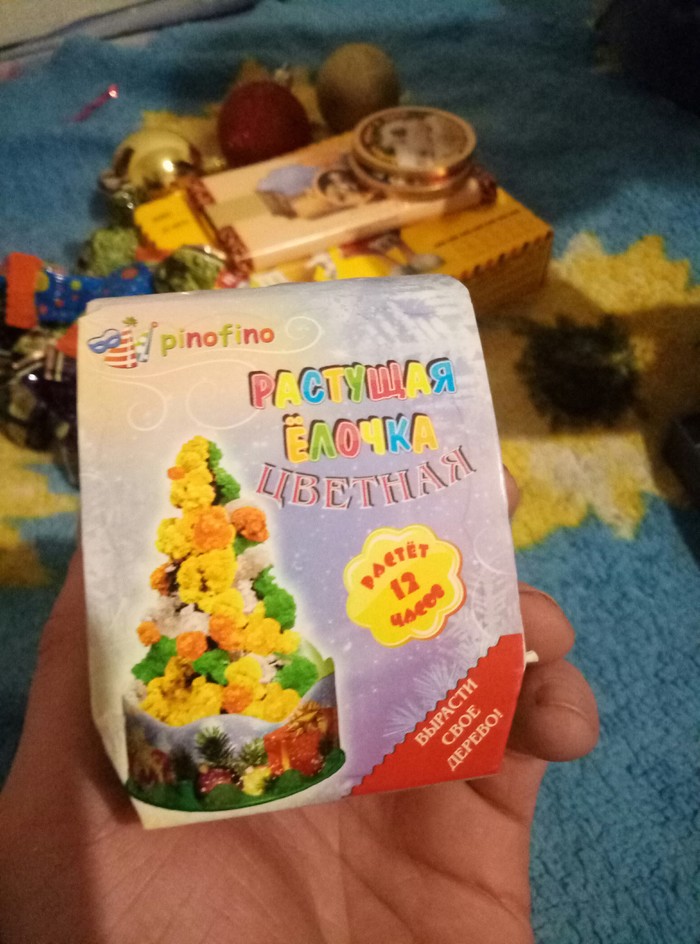 pinofino
РАСТУЩАЯ
ЁЛОЧКА
ЦВЕТНАЯ
РАСТЁТ
12
ЧАСОВ
ВЫРАСТИ
СВОЕ
ДЕРЕВО!